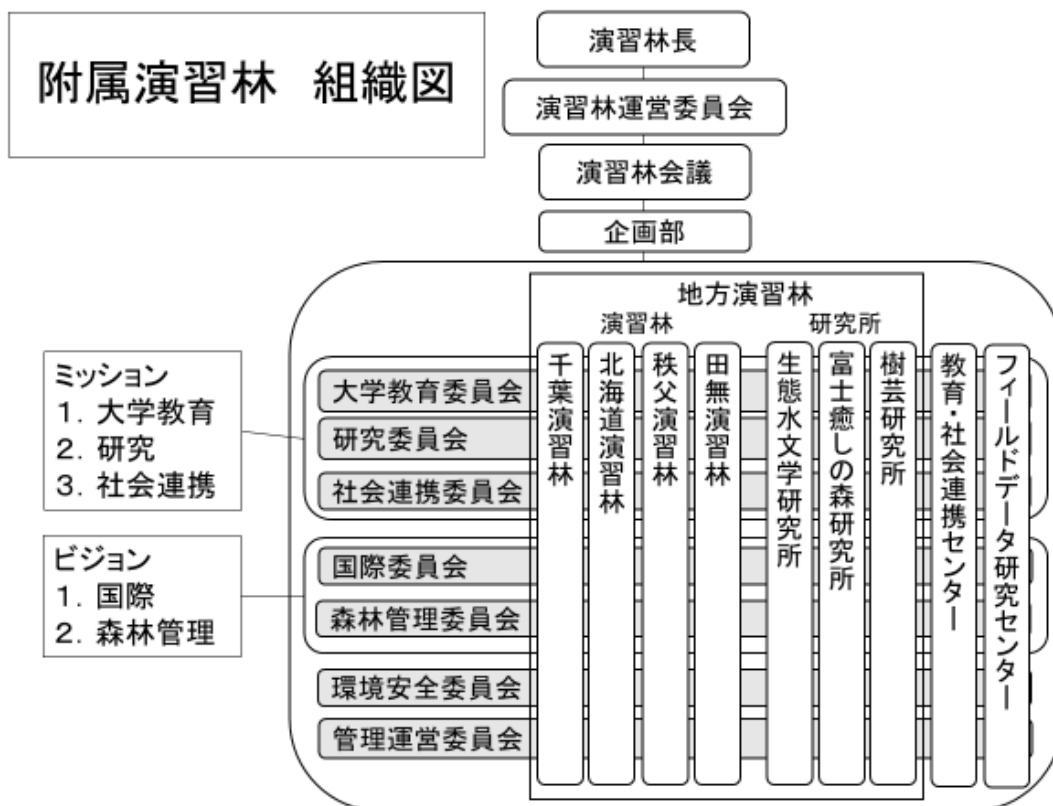 附属演習林　組織図
演習林長
演習林運営委員会
演習林会議
企画部
地方演習林
演習林
研究所
ミッション
1. 大学教育
2. 研究
3. 社会連携
ビジョン
1. 国際
2. 森林管理
大学教育委員会
研究委員会
社会連携委員会
国際委員会
森林管理委員会
環境安全委員会
管理運営委員会
千葉演習林
北海道演習林
秩父演習林
田無演習林
生態水文学研究所
富士癒しの森研究所
樹芸研究所
教育・社会連携センター
フィールドデータ研究センター